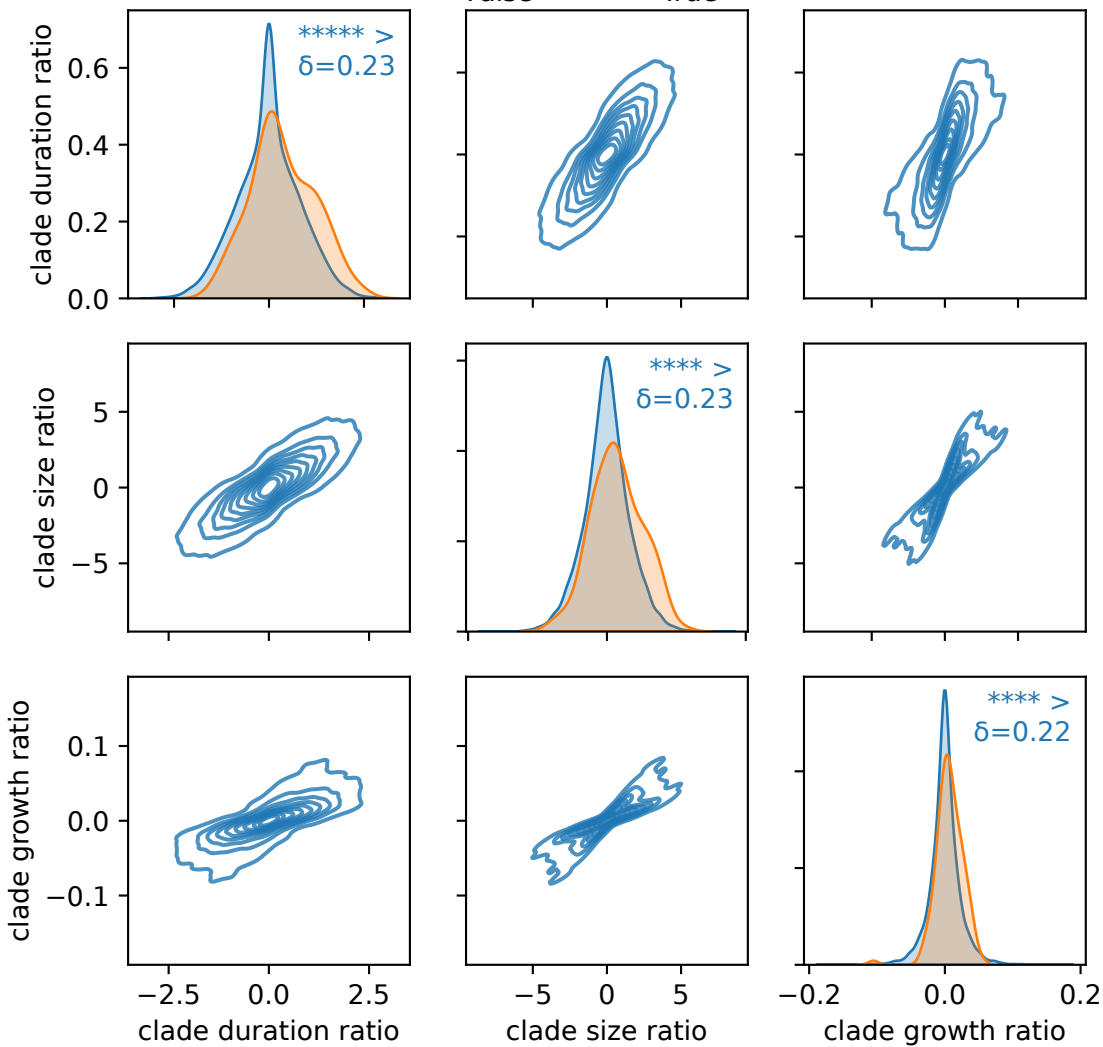 clade duration ratio
0.6
0.4
0.2
0.0
***** >
δ=0.23
clade size ratio
5
0
−5
**** >
δ=0.23
clade growth ratio
0.1
0.0
−0.1
**** >
δ=0.22
−2.5 0.0 2.5
−5 0 5
−0.2 0.0 0.2
clade duration ratio
clade size ratio
clade growth ratio